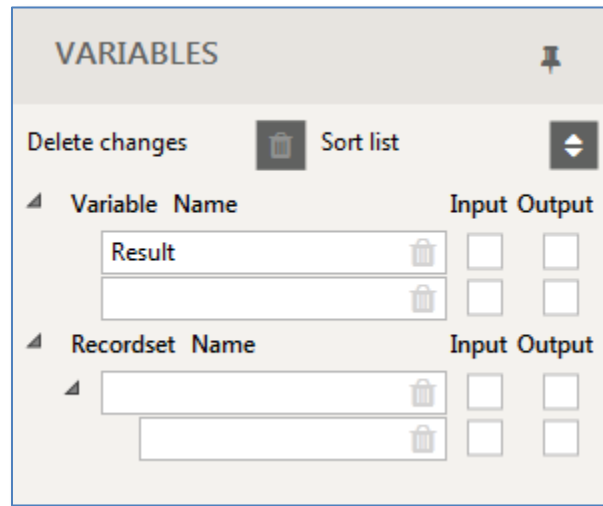 VARIABLES
Delete changes Sort list
Variable Name Input Output
Result
Recordset Name Input Output